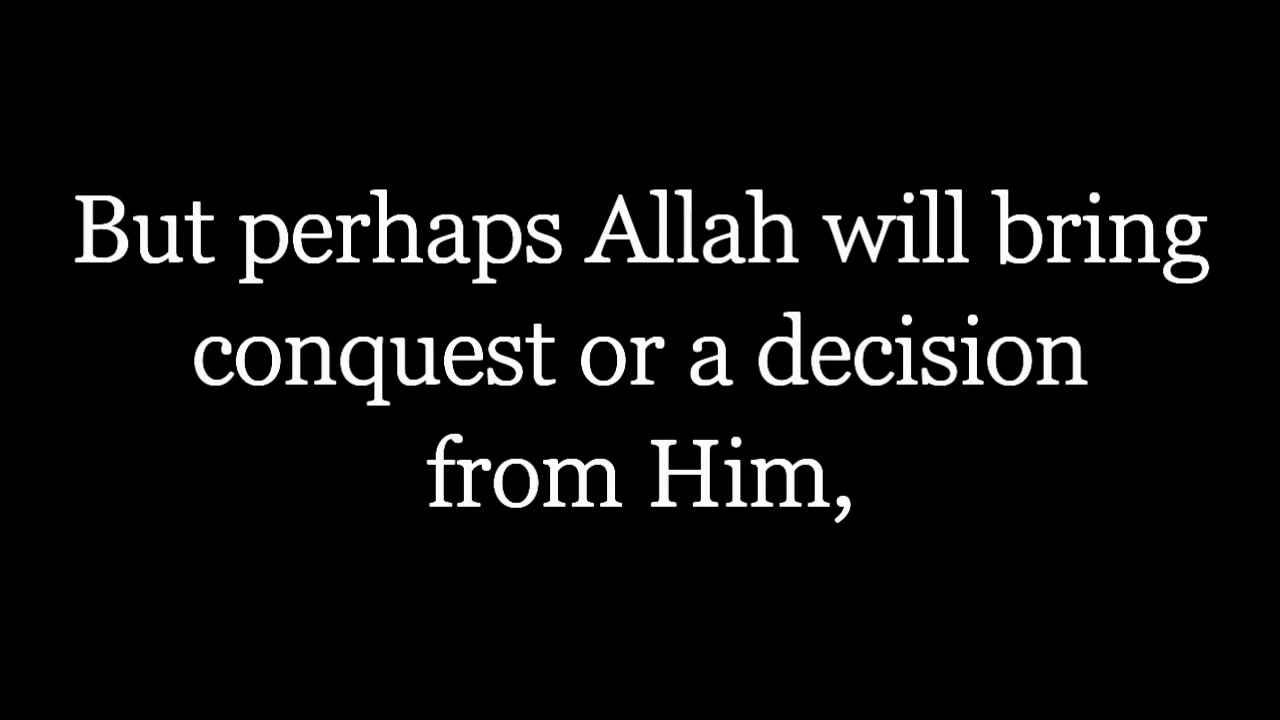 But perhaps Allah will bring
conquest or a decision
from Him,